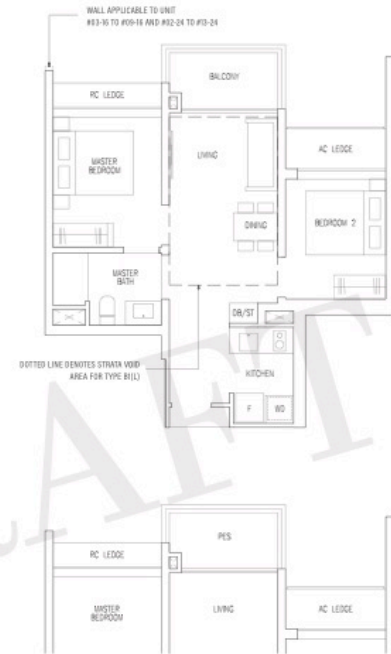 WALL APPLICABLE TO UNIT
#03-16 TO #09-16 AND #02-24 TO #13-24
RC LEDGE
BALCONY
MASTER
BEDROOM
LIVING
AC LEDGE
DINING
BEDROOM 2
MASTER
BATH
DB/ST
DOTTED LINE DENOTES STRATA VOID
AREA FOR TYPE B1(L)
KITCHEN
F
WD
RAFT
PES
RC LEDGE
MASTER
BEDROOM
LIVING
AC LEDGE